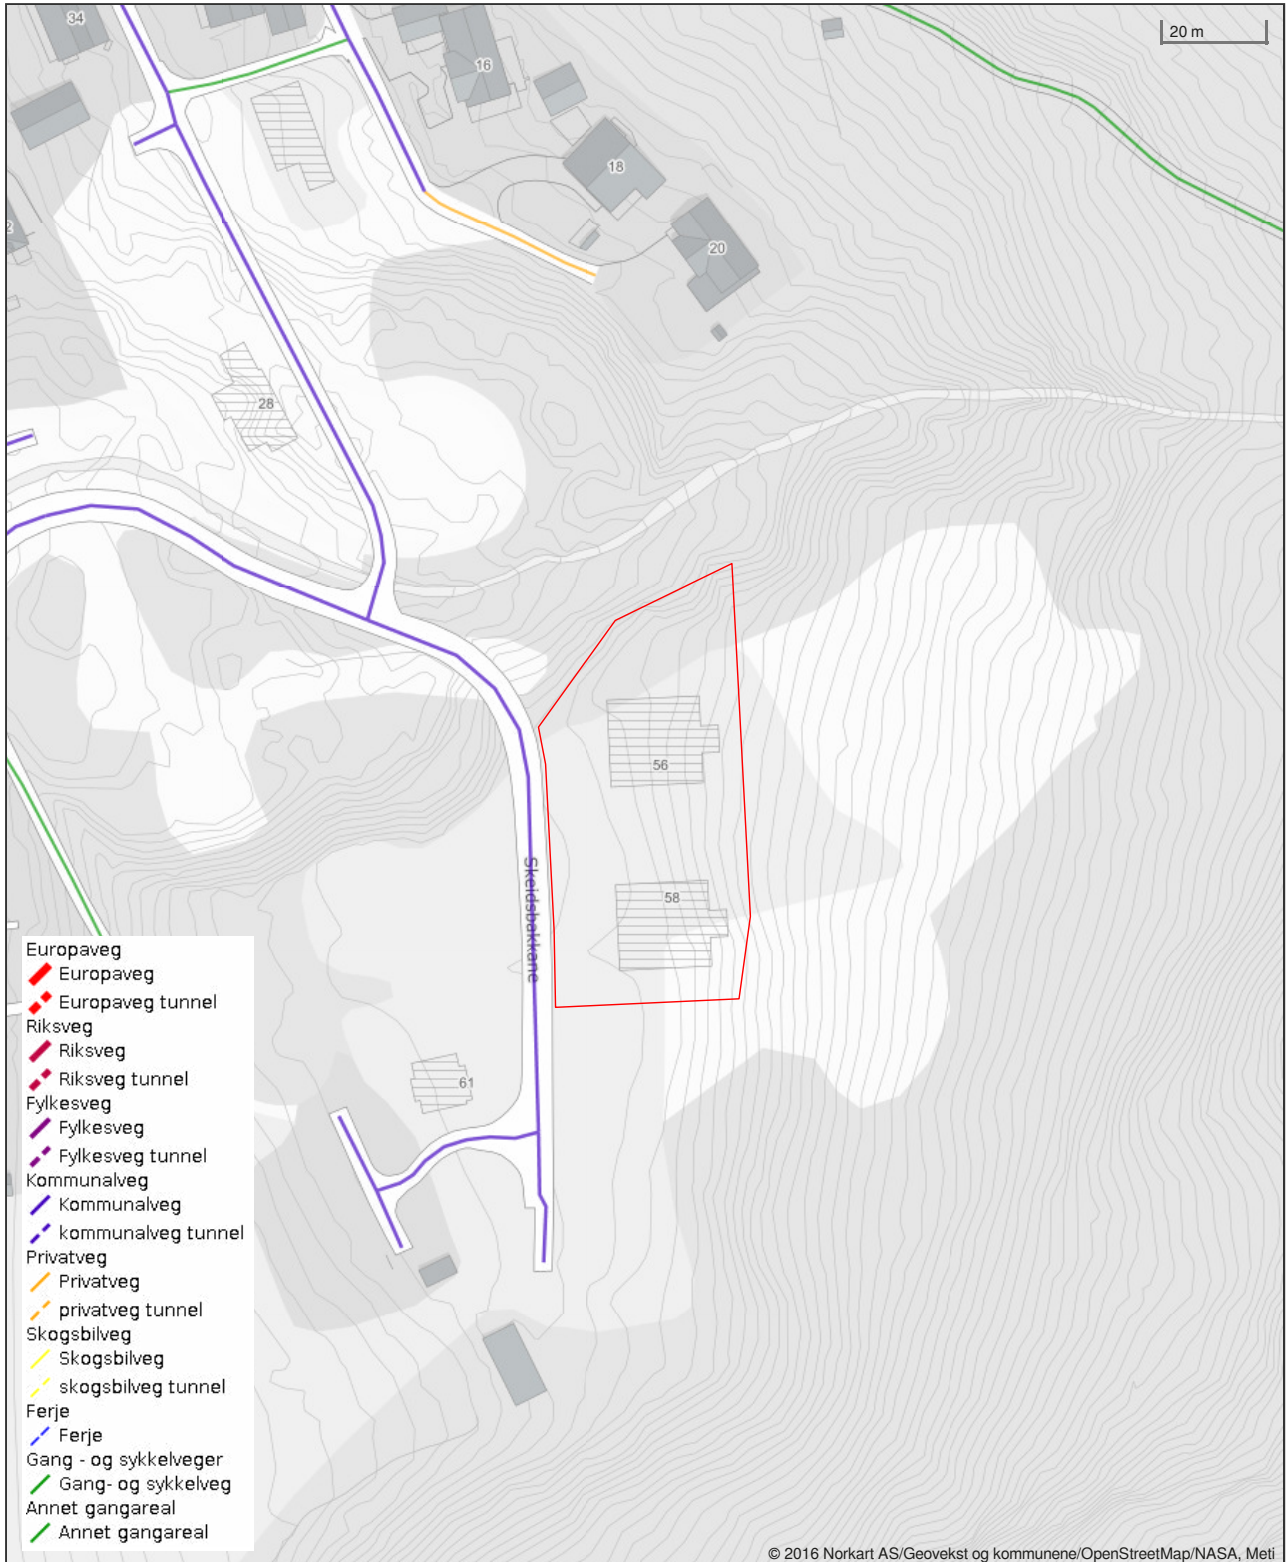 34
16
20 m
18
20
28
56
58
Skeidsbakkane
61
Europaveg
Europaveg
Europaveg tunnel
Riksveg
Riksveg
Riksveg tunnel
Fylkesveg
Fylkesveg
Fylkesveg tunnel
Kommunalveg
Kommunalveg
kommunalveg tunnel
Privatveg
Privatveg
privatveg tunnel
Skogsbilveg
Skogsbilveg
skogsbilveg tunnel
Ferje
Ferje
Gang - og sykkelveger
Gang- og sykkelveg
Annet gangareal
Annet gangareal
© 2016 Norkart AS/Geovekst og kommunene/OpenStreetMap/NASA, Meti